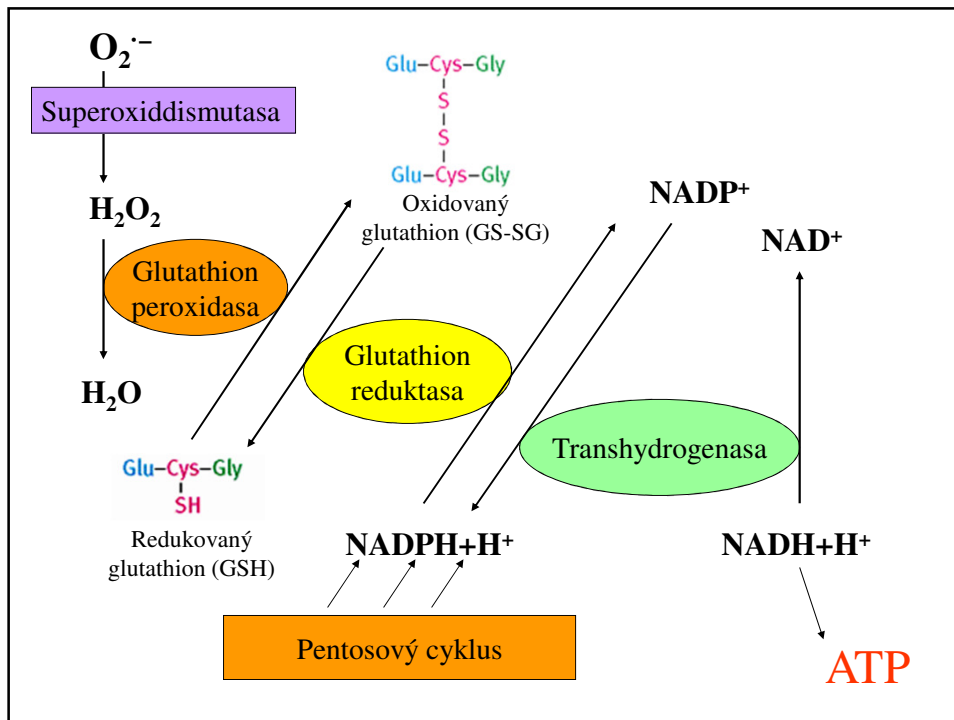 O₂˙⁻
Superoxiddismutasa
H₂O₂
Glutathion
peroxidasa
H₂O
Glu–Cys–Gly
S
S
Glu–Cys–Gly
Oxidovaný
glutathion (GS-SG)
Glutathion
reduktasa
Glu–Cys–Gly
SH
Redukovaný
glutathion (GSH)
NADP⁺
NAD⁺
Transhydrogenasa
NADPH+H⁺
NADH+H⁺
Pentosový cyklus
ATP